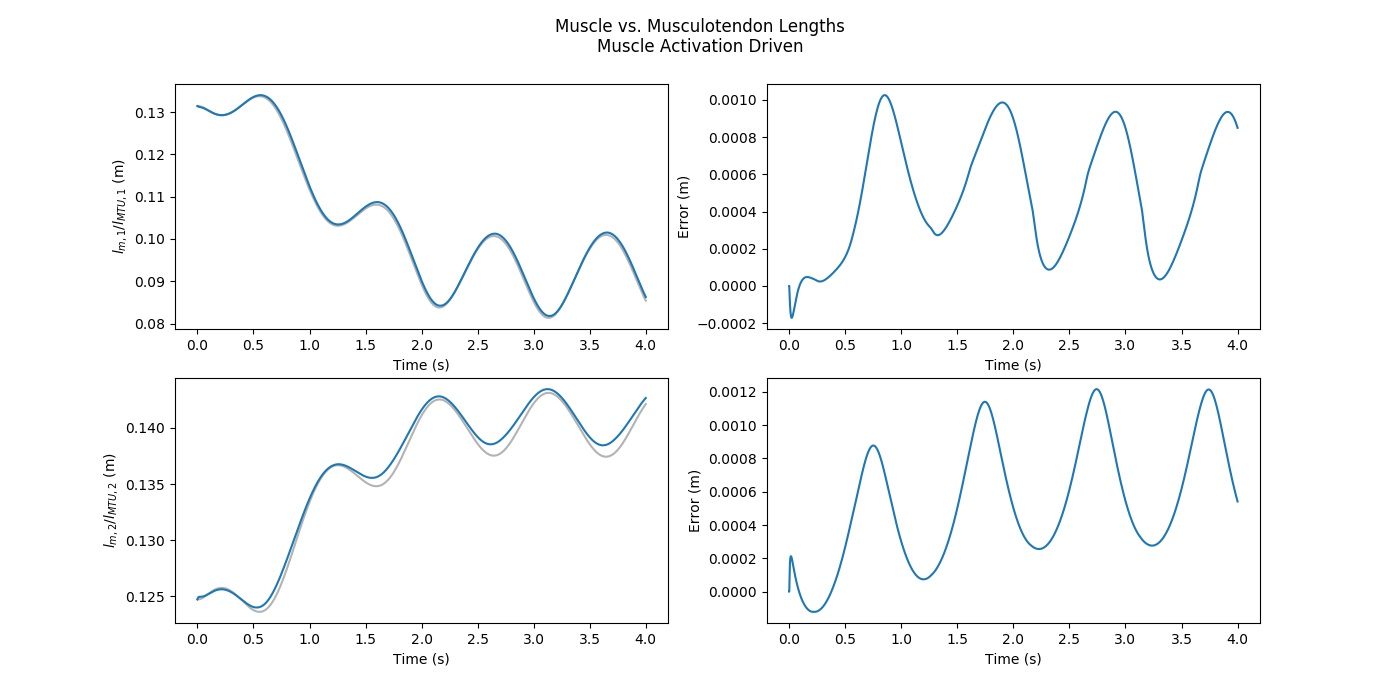 Muscle vs. Musculotendon Lengths
Muscle Activation Driven
l_{m,1}/l_{MTU,1} (m)
0.13
0.12
0.11
0.10
0.09
0.08
0.0 0.5 1.0 1.5 2.0 2.5 3.0 3.5 4.0
Time (s)
Error (m)
0.0010
0.0008
0.0006
0.0004
0.0002
0.0000
−0.0002
0.0 0.5 1.0 1.5 2.0 2.5 3.0 3.5 4.0
Time (s)
l_{m,2}/l_{MTU,2} (m)
0.140
0.135
0.130
0.125
0.0 0.5 1.0 1.5 2.0 2.5 3.0 3.5 4.0
Time (s)
Error (m)
0.0012
0.0010
0.0008
0.0006
0.0004
0.0002
0.0000
0.0 0.5 1.0 1.5 2.0 2.5 3.0 3.5 4.0
Time (s)